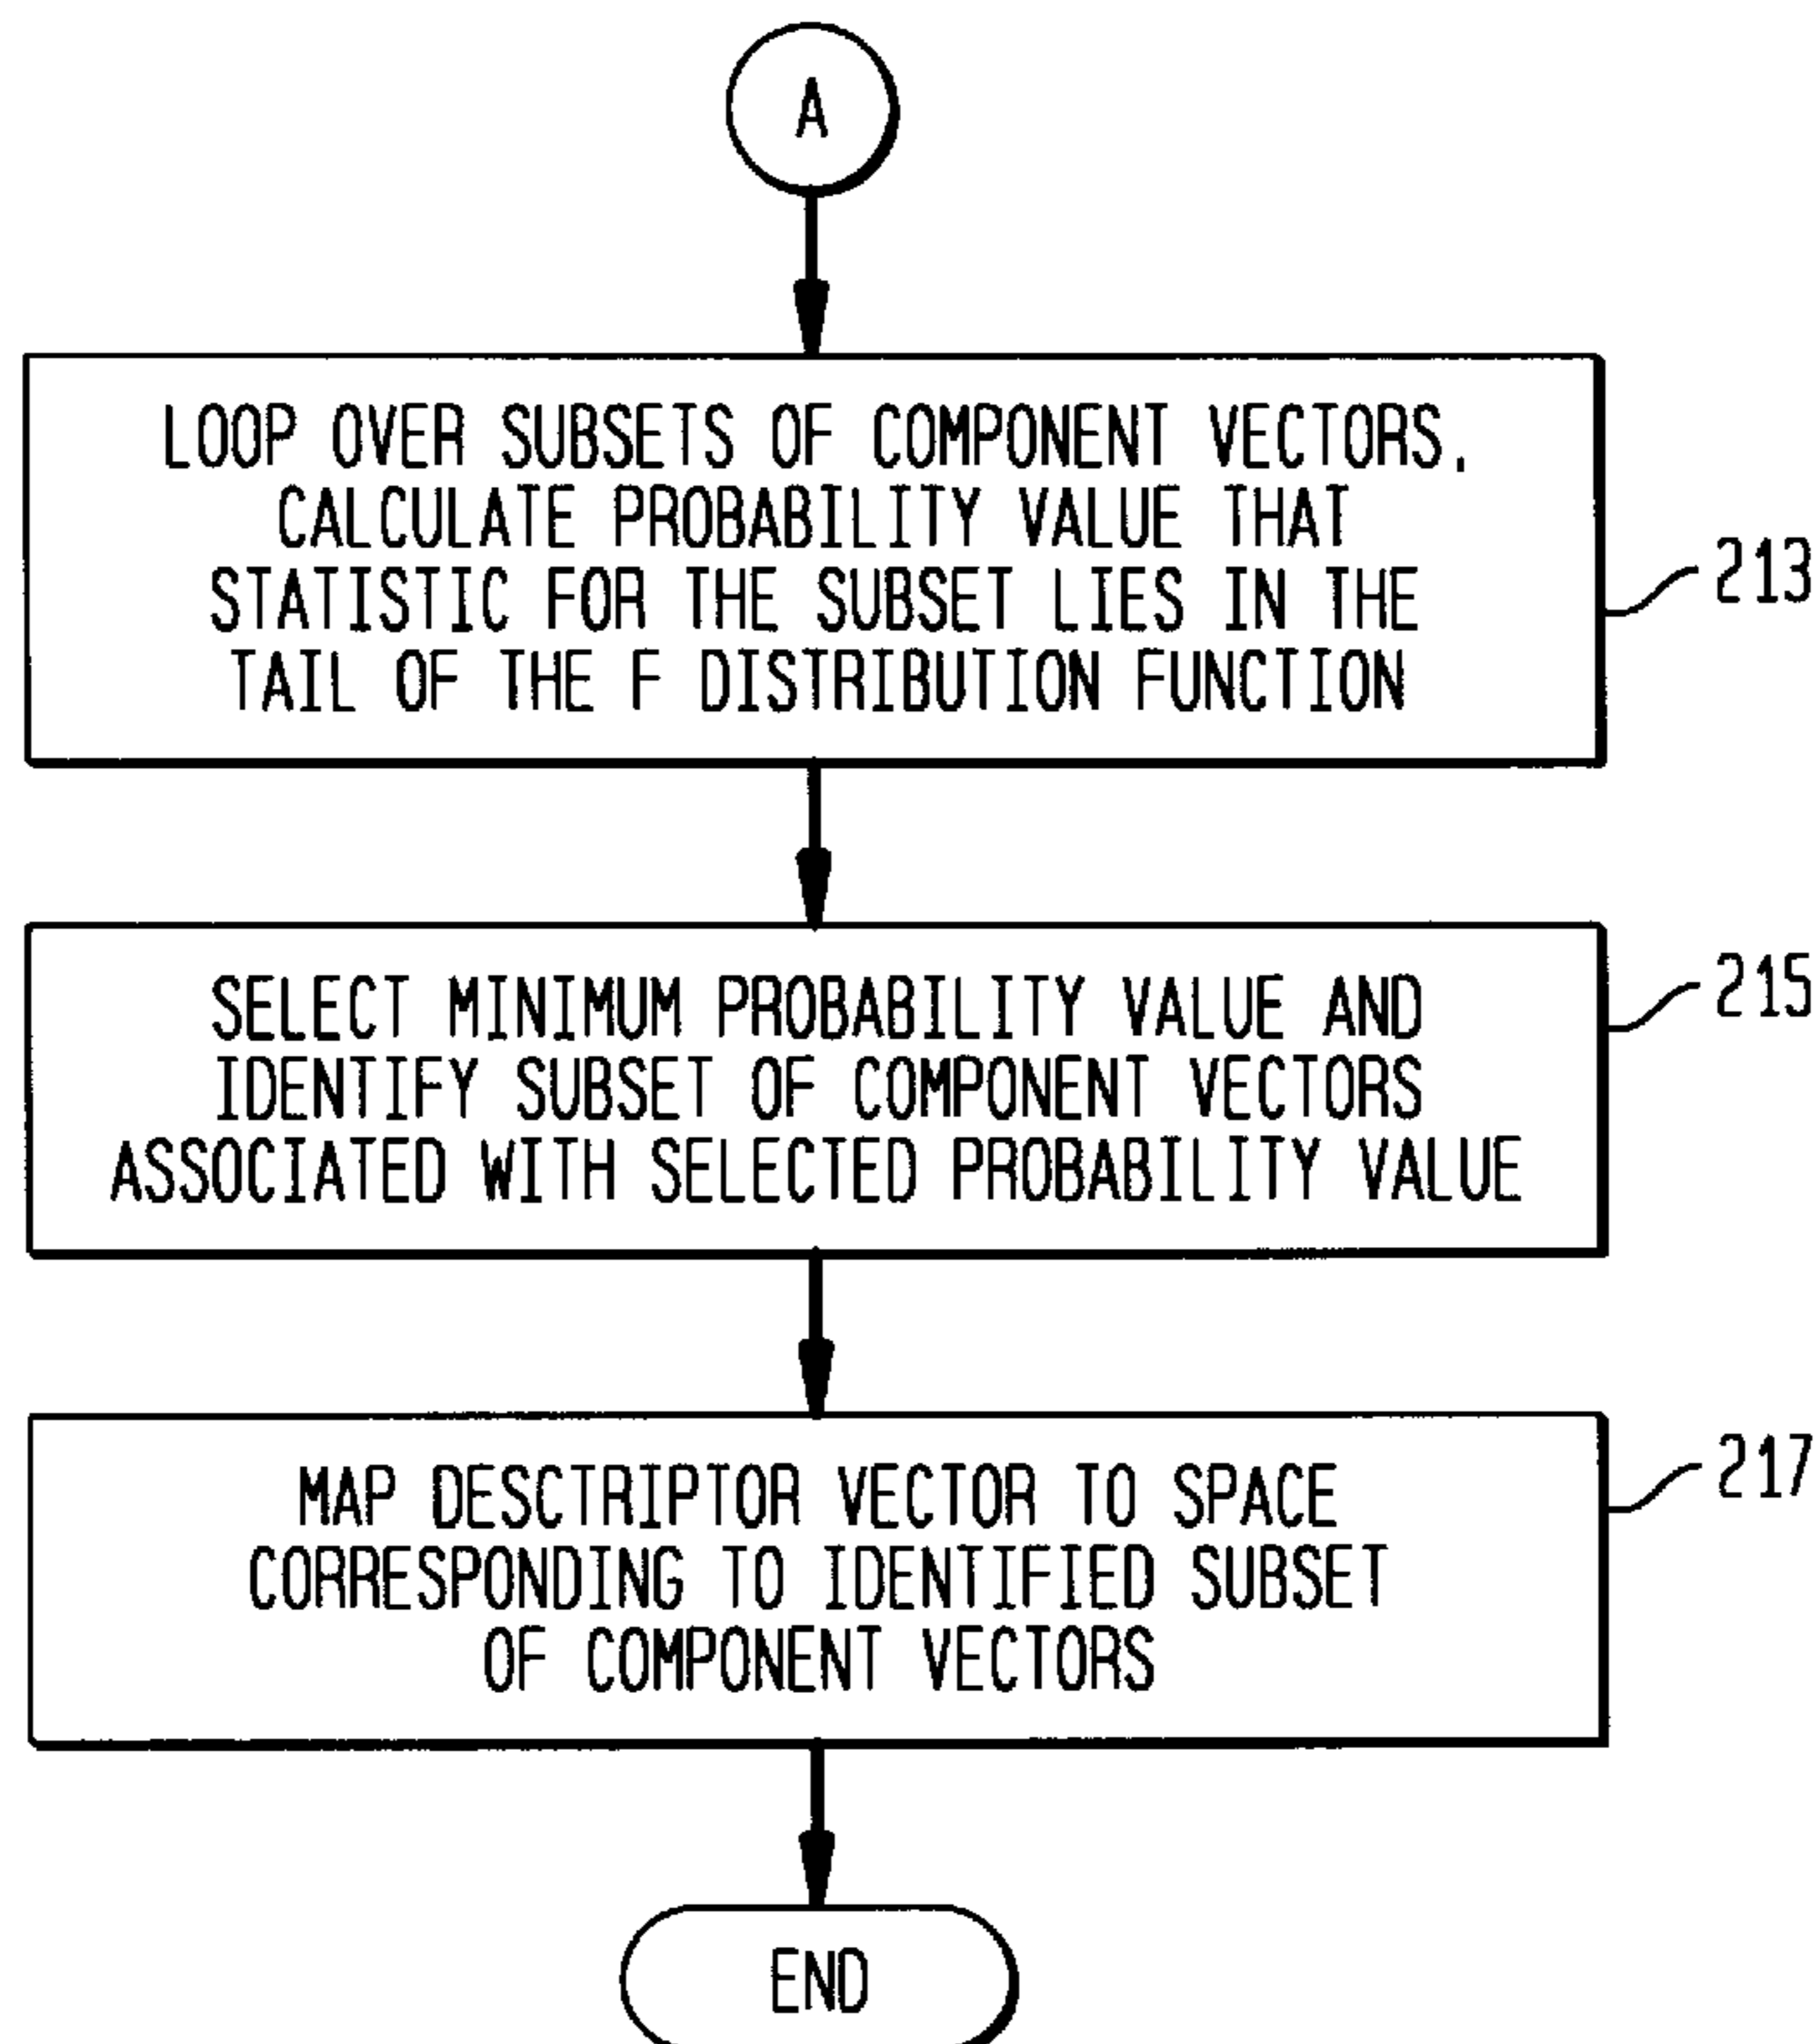 A
LOOP OVER SUBSETS OF COMPONENT VECTORS.
CALCULATE PROBABILITY VALUE THAT
STATISTIC FOR THE SUBSET LIES IN THE
TAIL OF THE F DISTRIBUTION FUNCTION
213
SELECT MINIMUM PROBABILITY VALUE AND
IDENTIFY SUBSET OF COMPONENT VECTORS
ASSOCIATED WITH SELECTED PROBABILITY VALUE
215
MAP DESCTRIPTOR VECTOR TO SPACE
CORRESPONDING TO IDENTIFIED SUBSET
OF COMPONENT VECTORS
217
END